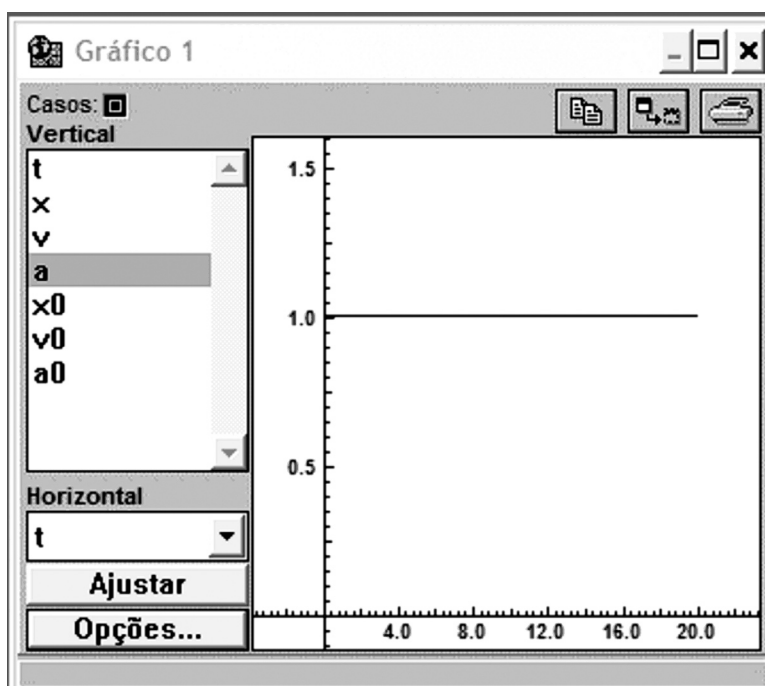 Gráfico 1
Casos:
Vertical
t
x
v
a
x0
v0
a0
Horizontal
t
Ajustar
Opções...
1.5
1.0
0.5
4.0 8.0 12.0 16.0 20.0